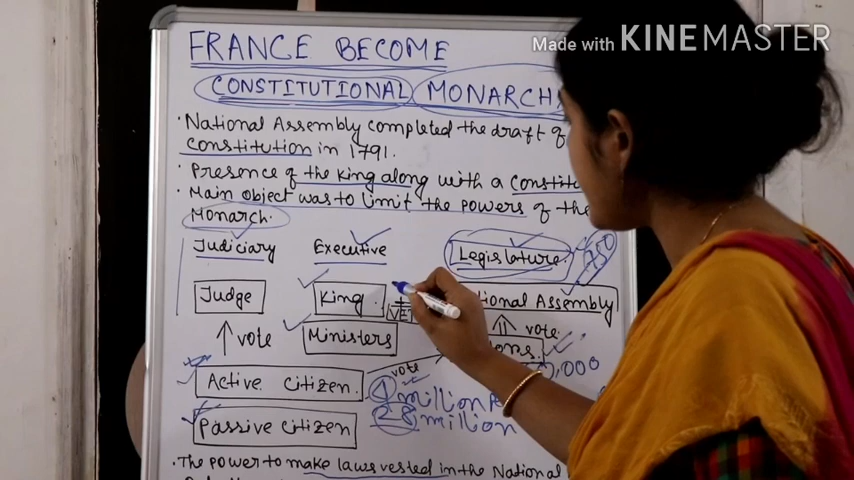 Made with KINEMASTER
FRANCE BECOME
CONSTITUTIONAL MONARCH
• National Assembly completed the draft of
constitution in 1791.
• Presence of the king along with a
• Main object was to limit the powers of the
Monarch.
Judiciary Executive Legislature 750
Judge King Assembly
vote Ministers vote
Active citizen vote
1 million
Passive citizen 28 million
• The power to make laws vested in the National